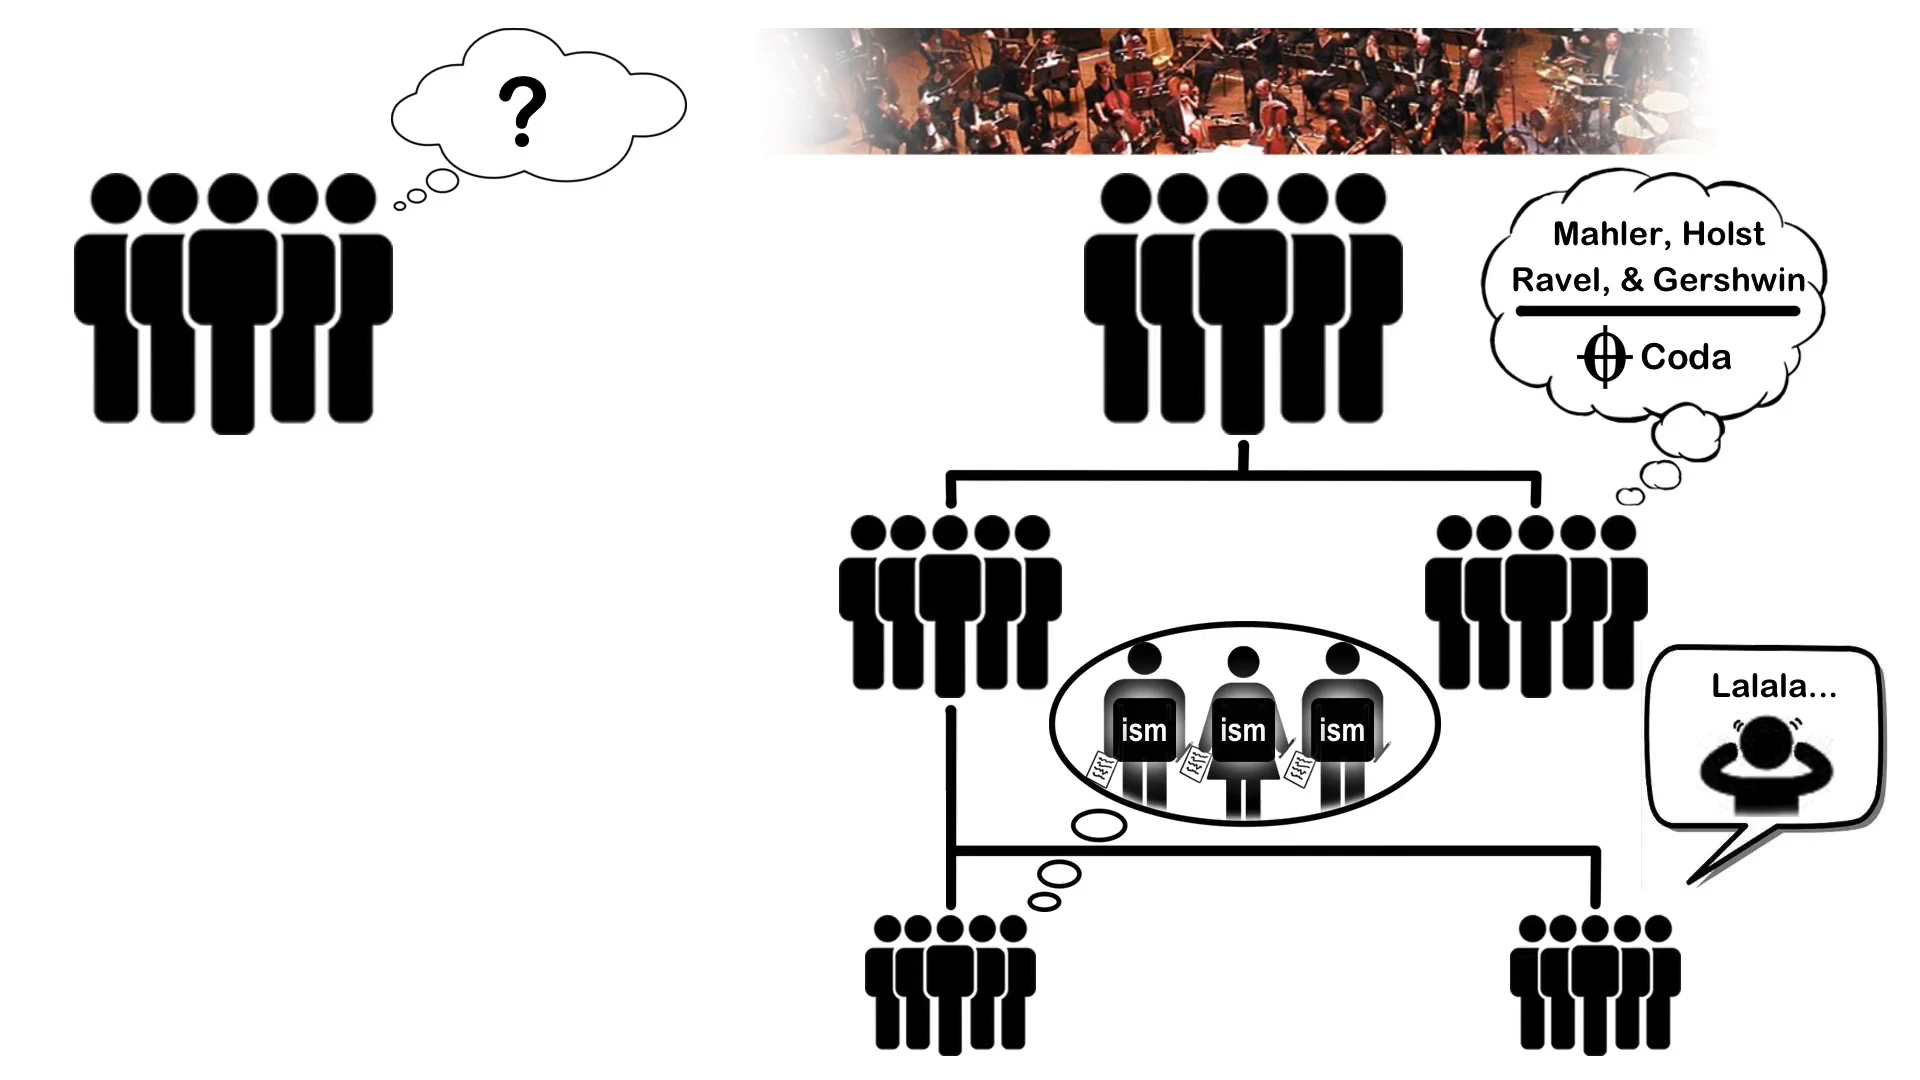 ?
Mahler, Holst
Ravel, & Gershwin
Coda
ism ism ism
Lalala...